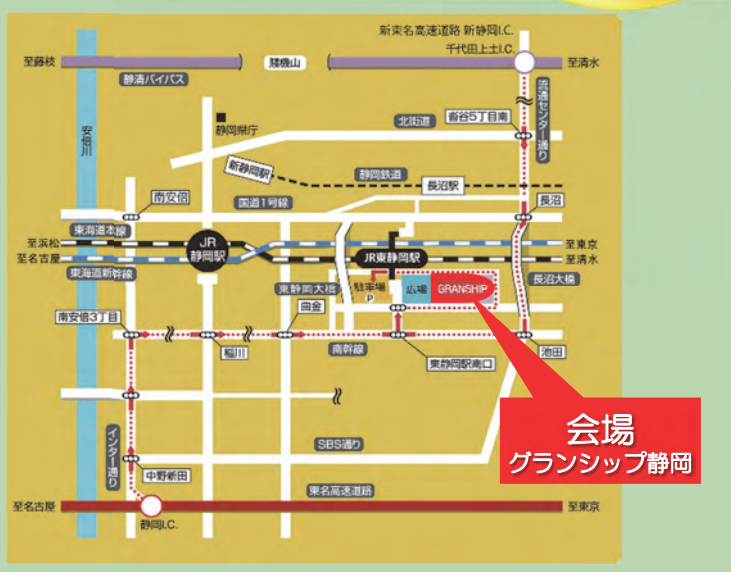 新東名高速道路 新静岡I.C.
千代田上土I.C.
至藤枝
賤機山
至清水
静清バイパス
流通センター通り
安倍川
静岡県庁
北街道
沓谷5丁目南
新静岡駅
静岡鉄道
長沼駅
南安倍
国道1号線
長沼
東海道本線
至浜松
至名古屋
JR
静岡駅
JR東静岡駅
至東京
至清水
東海道新幹線
東静岡大橋
駐車場
P
広場
GRANSHIP
長沼大橋
南安倍3丁目
曲金
稲川
南幹線
東静岡駅南口
池田
会場
グランシップ静岡
インター通り
SBS通り
中野新田
東名高速道路
至名古屋
至東京
静岡I.C.